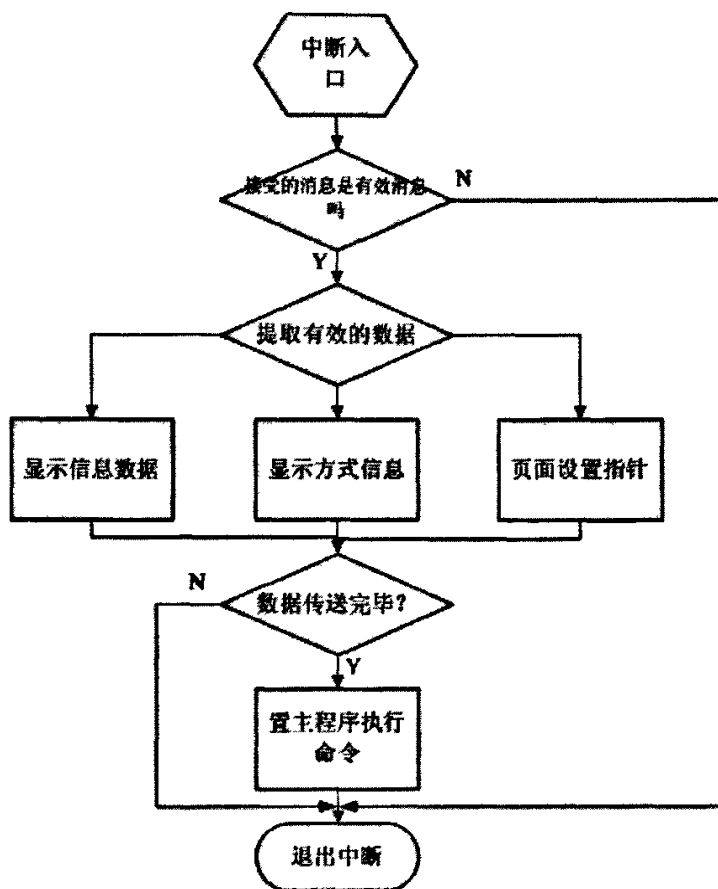 中断入
口
接受的消息是有效消息
吗
N
Y
提取有效的数据
显示信息数据
显示方式信息
页面设置指针
N
数据传送完毕?
Y
置主程序执行
命令
退出中断